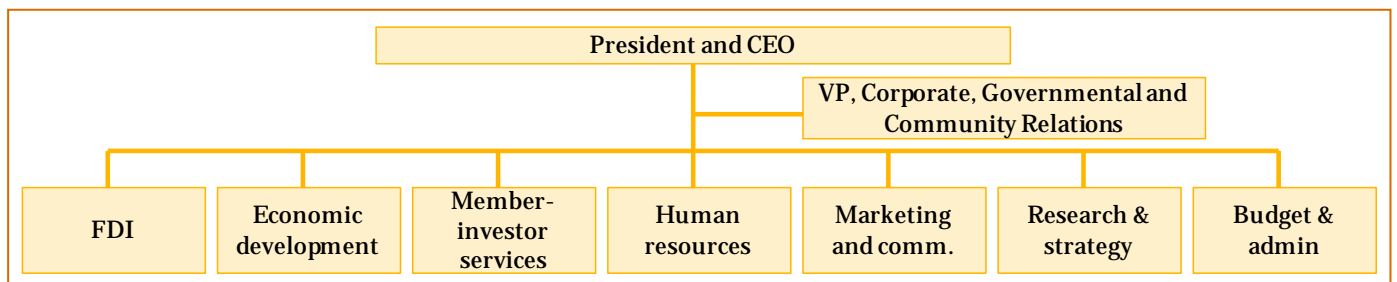 President and CEO
VP, Corporate, Governmental and
Community Relations
FDI
Economic
development
Member-
investor
services
Human
resources
Marketing
and comm.
Research &
strategy
Budget &
admin